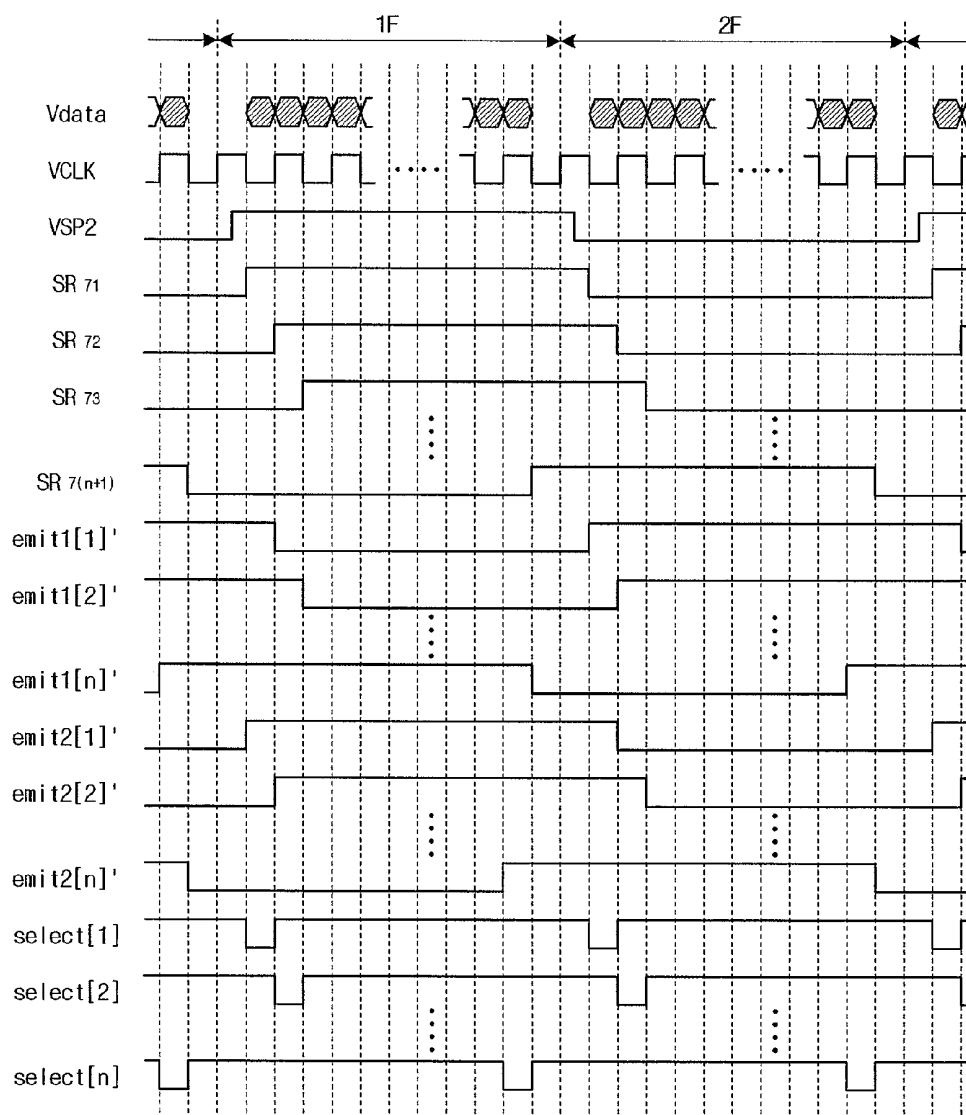 1F 2F
Vdata
VCLK
VSP2
SR 71
SR 72
SR 73
SR 7(n+1)
emit1[1]'
emit1[2]'
emit1[n]'
emit2[1]'
emit2[2]'
emit2[n]'
select[1]
select[2]
select[n]